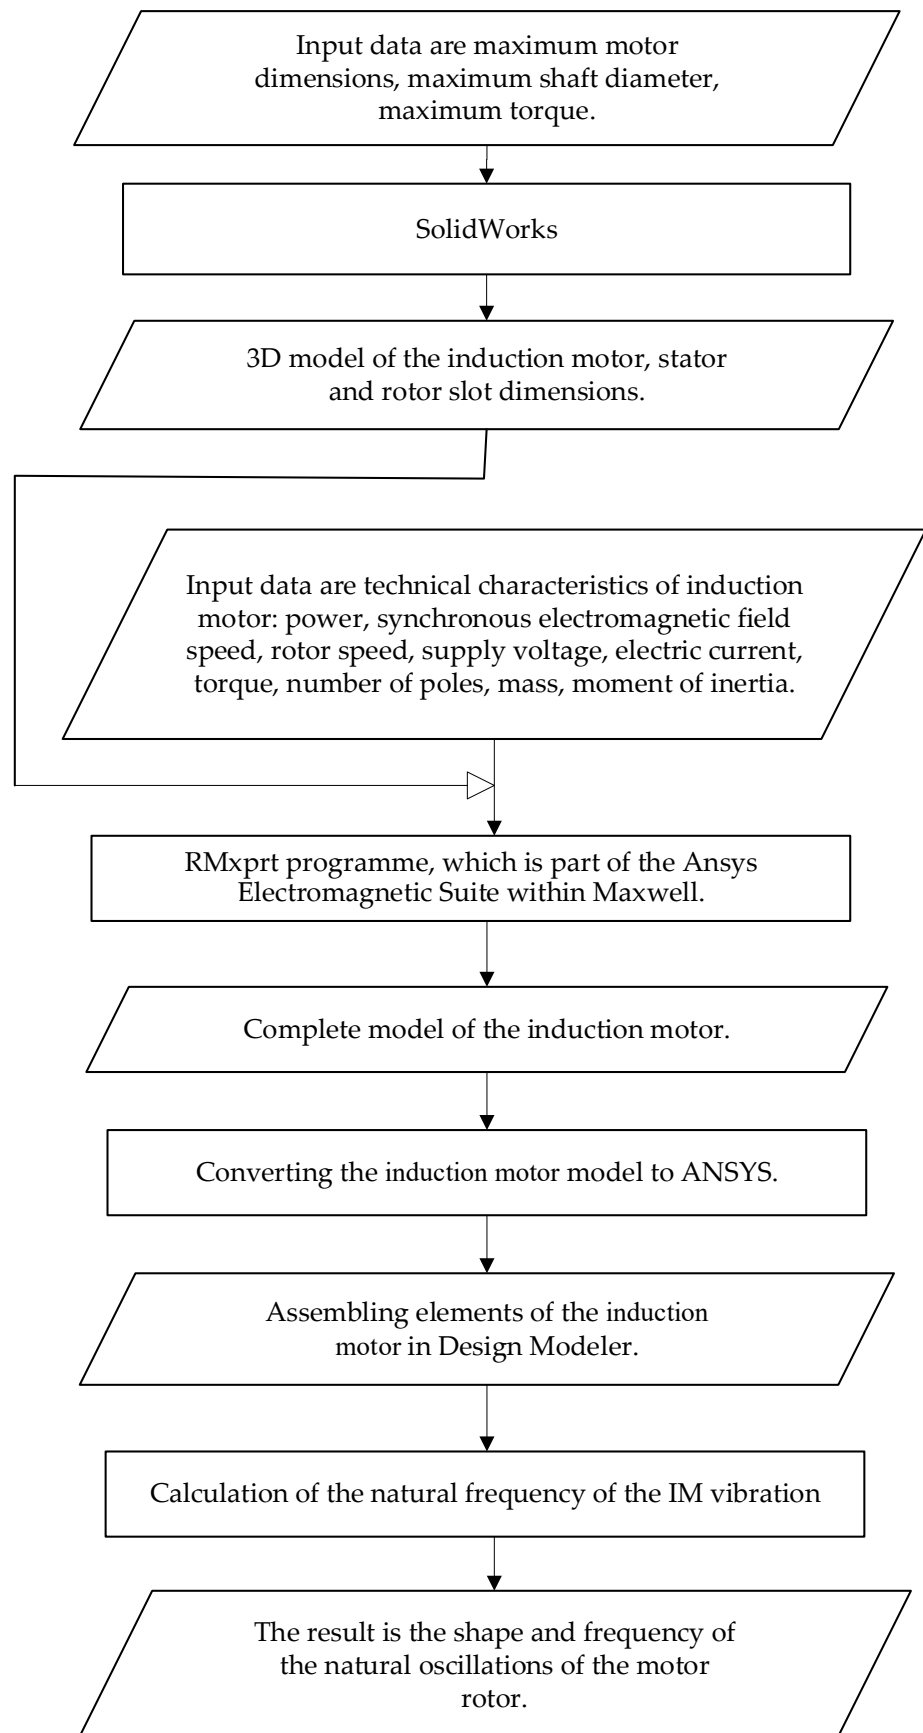 Input data are maximum motor
dimensions, maximum shaft diameter,
maximum torque.
SolidWorks
3D model of the induction motor, stator
and rotor slot dimensions.
Input data are technical characteristics of induction
motor: power, synchronous electromagnetic field
speed, rotor speed, supply voltage, electric current,
torque, number of poles, mass, moment of inertia.
RMxprt programme, which is part of the Ansys
Electromagnetic Suite within Maxwell.
Complete model of the induction motor.
Converting the induction motor model to ANSYS.
Assembling elements of the induction
motor in Design Modeler.
Calculation of the natural frequency of the IM vibration
The result is the shape and frequency of
the natural oscillations of the motor
rotor.